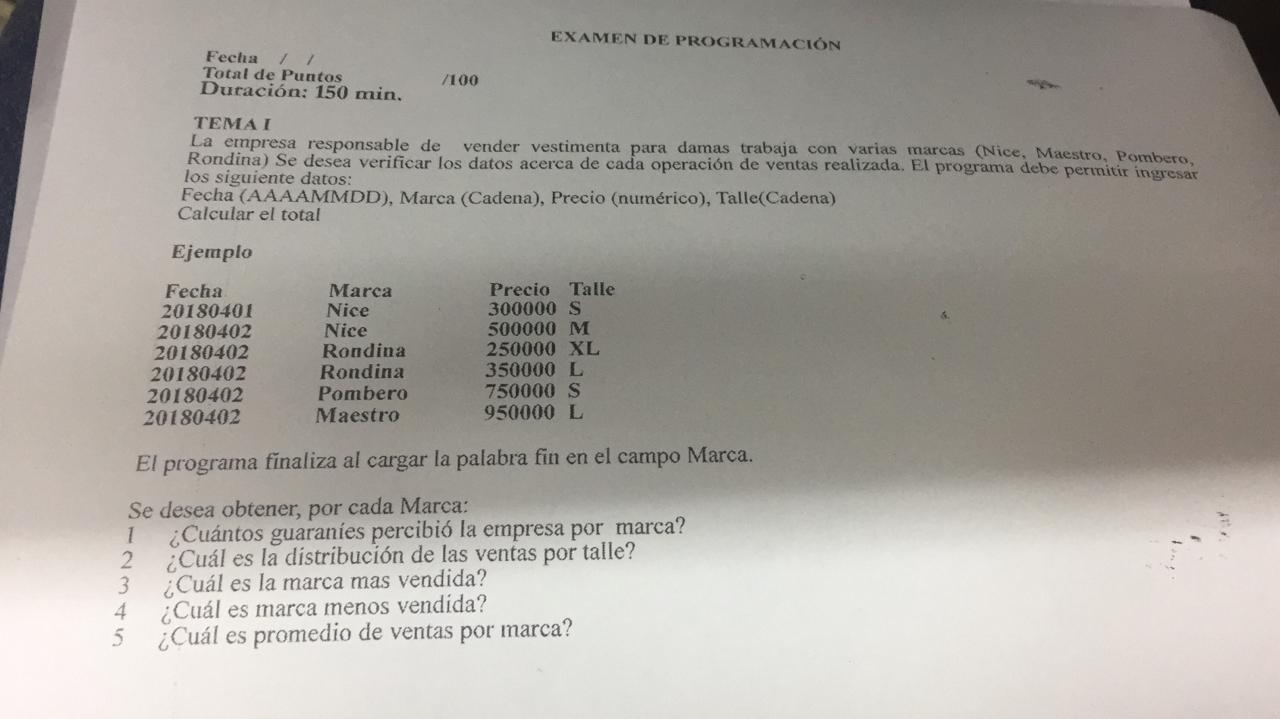 EXAMEN DE PROGRAMACIÓN
Fecha / /
Total de Puntos /100
Duración: 150 min.
TEMA I
La empresa responsable de vender vestimenta para damas trabaja con varias marcas (Nice, Maestro, Pombero,
Rondina) Se desea verificar los datos acerca de cada operación de ventas realizada. El programa debe permitir ingresar
los siguiente datos:
Fecha (AAAAMMDD), Marca (Cadena), Precio (numérico), Talle(Cadena)
Calcular el total
Ejemplo
Fecha Marca Precio Talle
20180401 Nice 300000 S
20180402 Nice 500000 M
20180402 Rondina 250000 XL
20180402 Rondina 350000 L
20180402 Pombero 750000 S
20180402 Maestro 950000 L
El programa finaliza al cargar la palabra fin en el campo Marca.
Se desea obtener, por cada Marca:
1 ¿Cuántos guaraníes percibió la empresa por marca?
2 ¿Cuál es la distribución de las ventas por talle?
3 ¿Cuál es la marca mas vendida?
4 ¿Cuál es marca menos vendida?
5 ¿Cuál es promedio de ventas por marca?